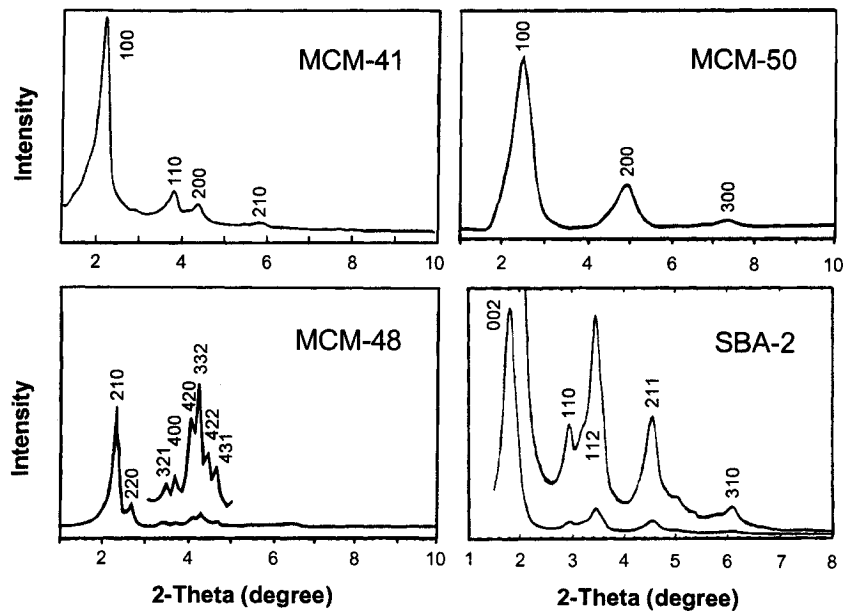 Intensity
100
110
200
210
MCM-41
2 4 6 8 10
100
200
300
MCM-50
2 4 6 8 10
Intensity
210
220
321
400
420
332
422
431
MCM-48
2 4 6 8 10
2-Theta (degree)
002
110
112
211
310
SBA-2
1 2 3 4 5 6 7 8
2-Theta (degree)